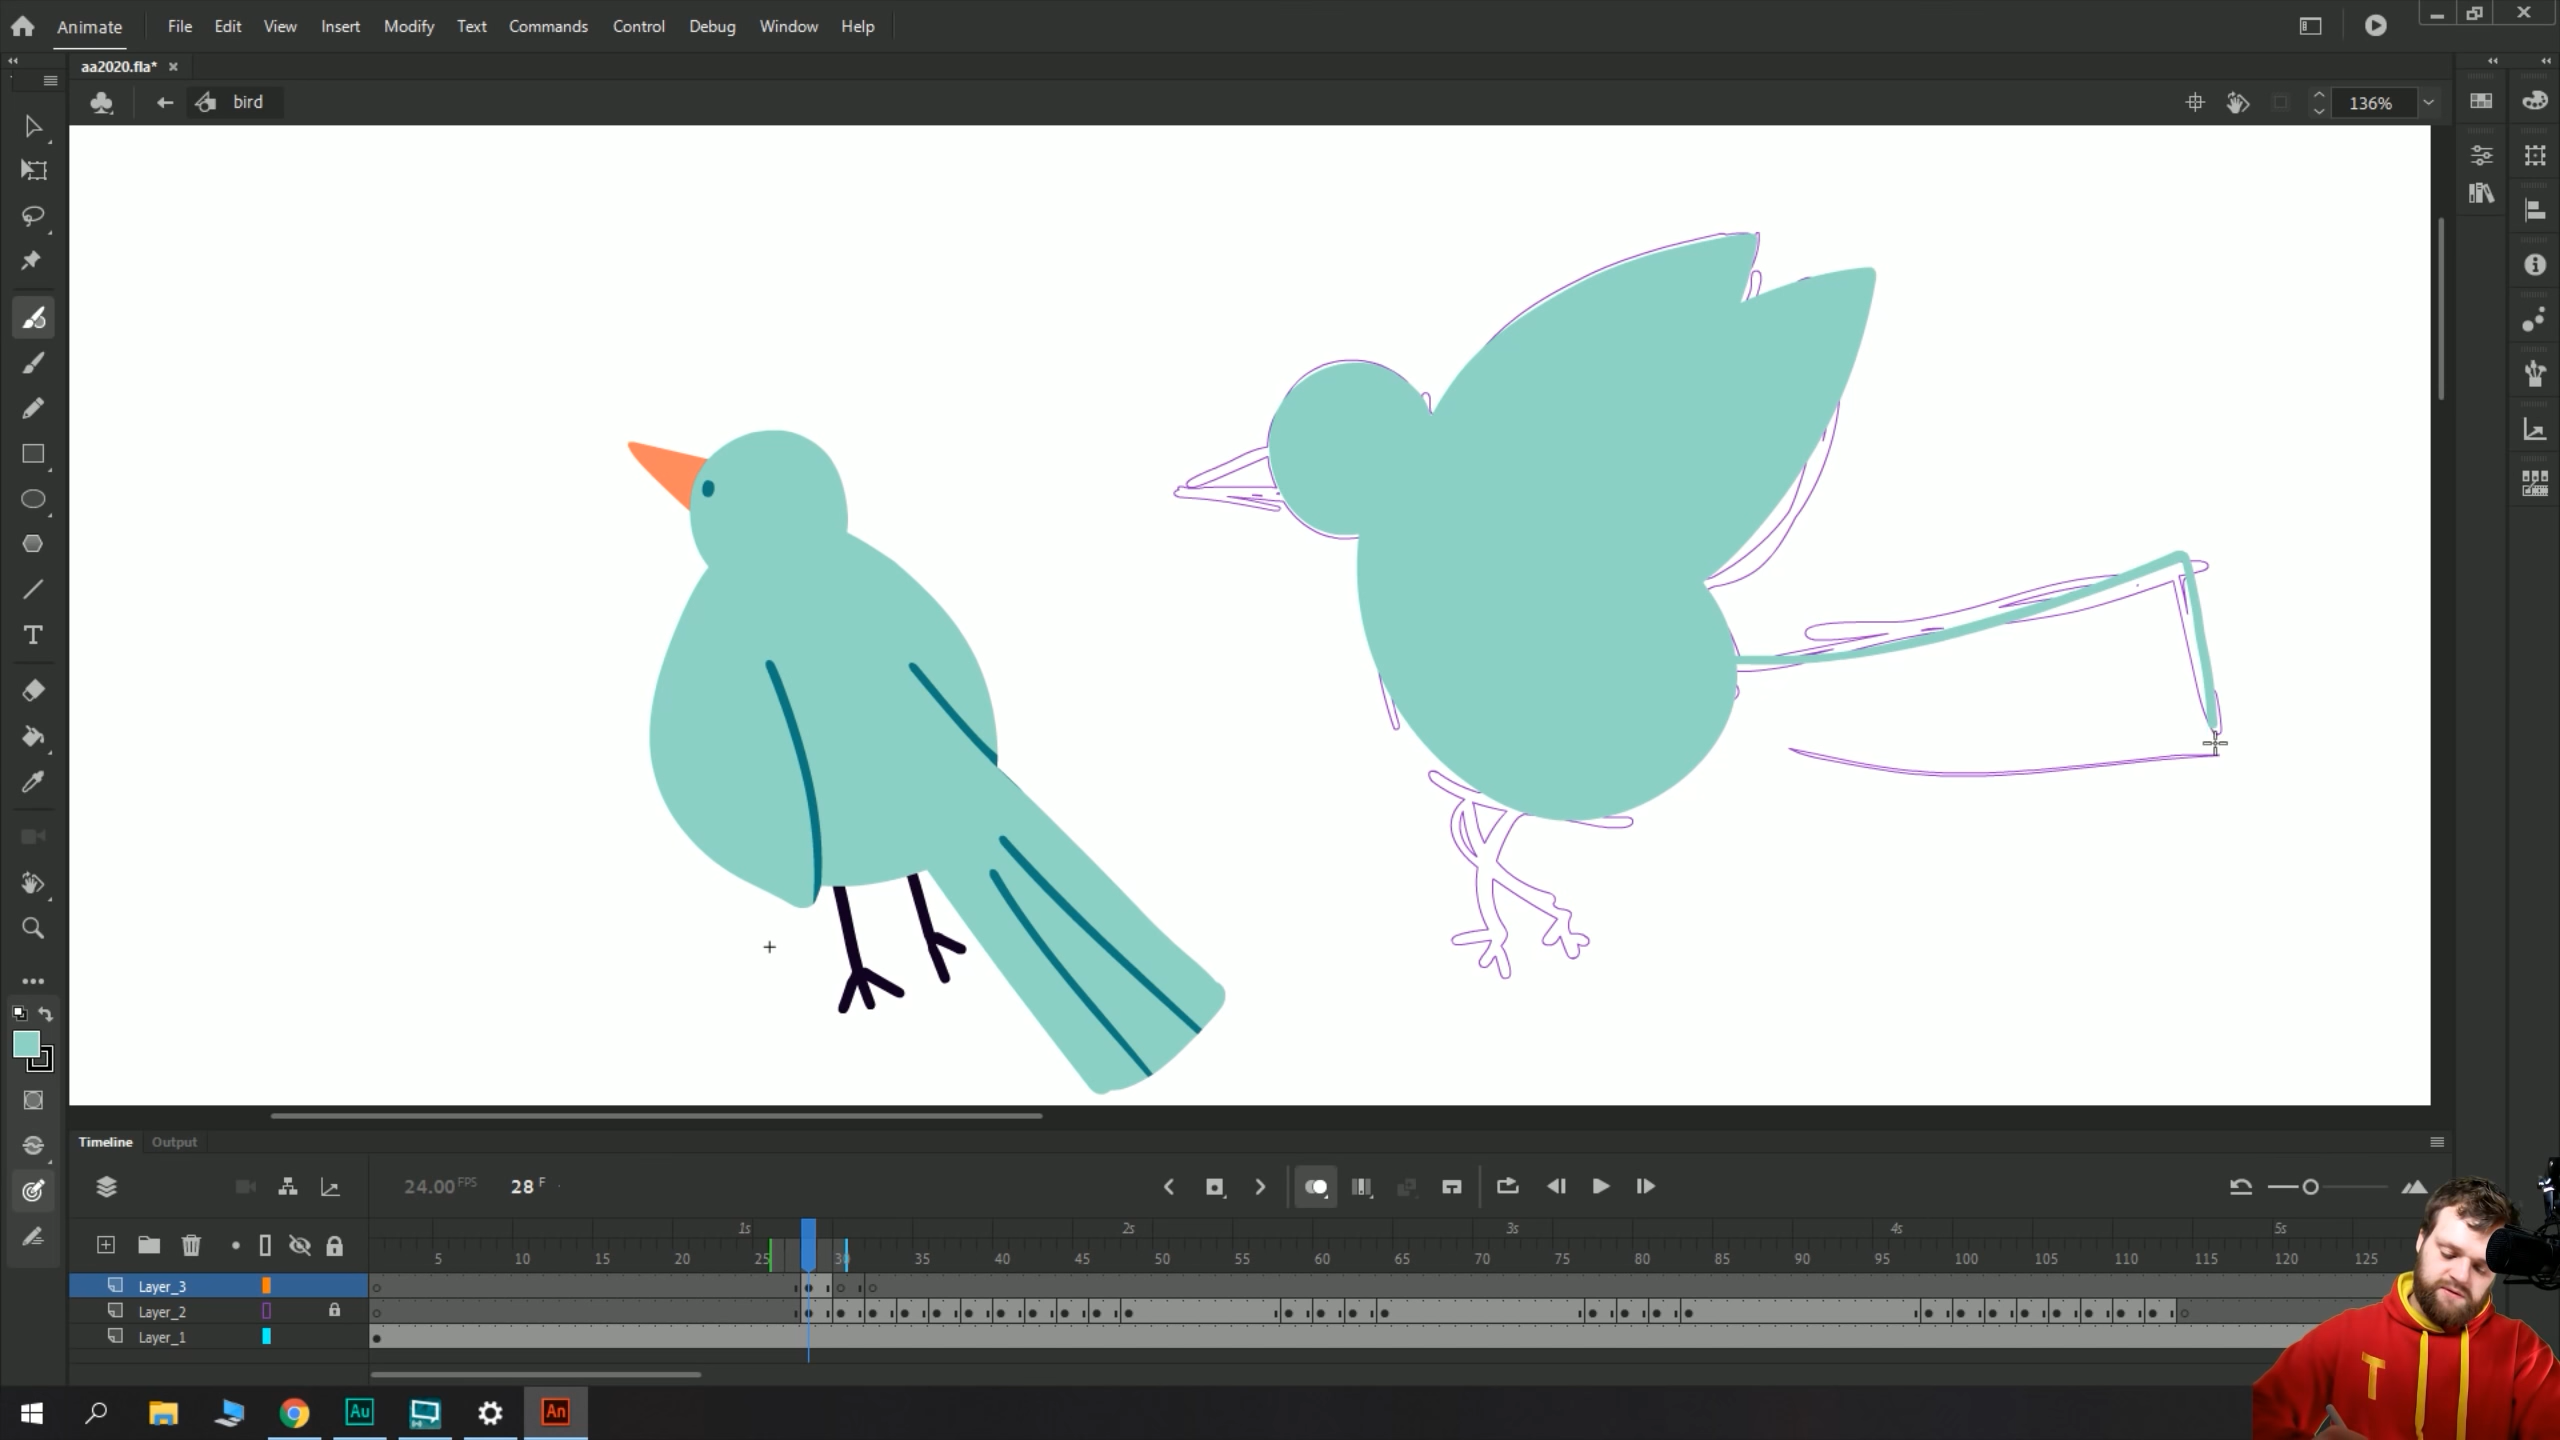 Animate File Edit View Insert Modify Text Commands Control Debug Window Help
aa2020.fla* ×
bird 136%
T
Timeline Output
24.00 FPS 28 F
1s 2s 3s 4s 5s
5 10 15 20 25 30 35 40 45 50 55 60 65 70 75 80 85 90 95 100 105 110 115 120 125
Layer_3
Layer_2
Layer_1
T
Au An